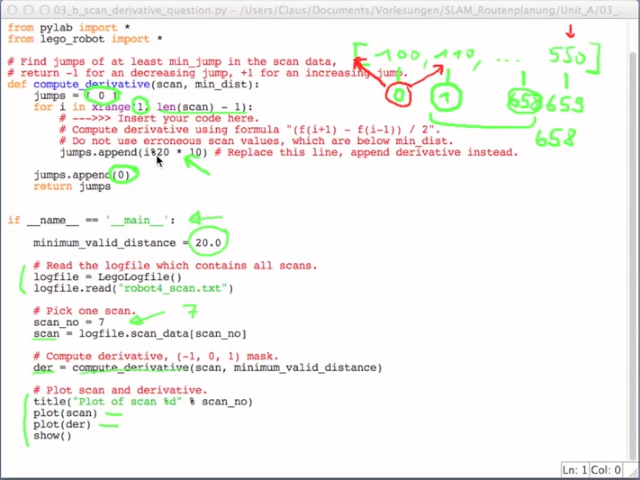 03_b_scan_derivative_question.py - C:/Users/Claus/Documents/Vorlesungen/SLAM_Routenplanung/Unit_A/03_...
from pylab import *
from lego_robot import *
[ 100, 110, ... 550 ]
# Find jumps of at least min_jump in the scan data,
# return -1 for an decreasing jump, +1 for an increasing jump.
def compute_derivative(scan, min_dist):
jumps = [ 0 ]
0 1 658 659
for i in xrange(1, len(scan) - 1):
# --->>> Insert your code here.
# Compute derivative using formula "(f(i+1) - f(i-1)) / 2".
658
# Do not use erroneous scan values, which are below min_dist.
jumps.append(i%20 * 10) # Replace this line, append derivative instead.
jumps.append(0)
return jumps
if __name__ == '__main__':
minimum_valid_distance = 20.0
# Read the logfile which contains all scans.
logfile = LegoLogfile()
logfile.read("robot4_scan.txt")
# Pick one scan.
7
scan_no = 7
scan = logfile.scan_data[scan_no]
# Compute derivative, (-1, 0, 1) mask.
der = compute_derivative(scan, minimum_valid_distance)
# Plot scan and derivative.
title("Plot of scan %d" % scan_no)
plot(scan)
plot(der)
show()
Ln: 1 Col: 0